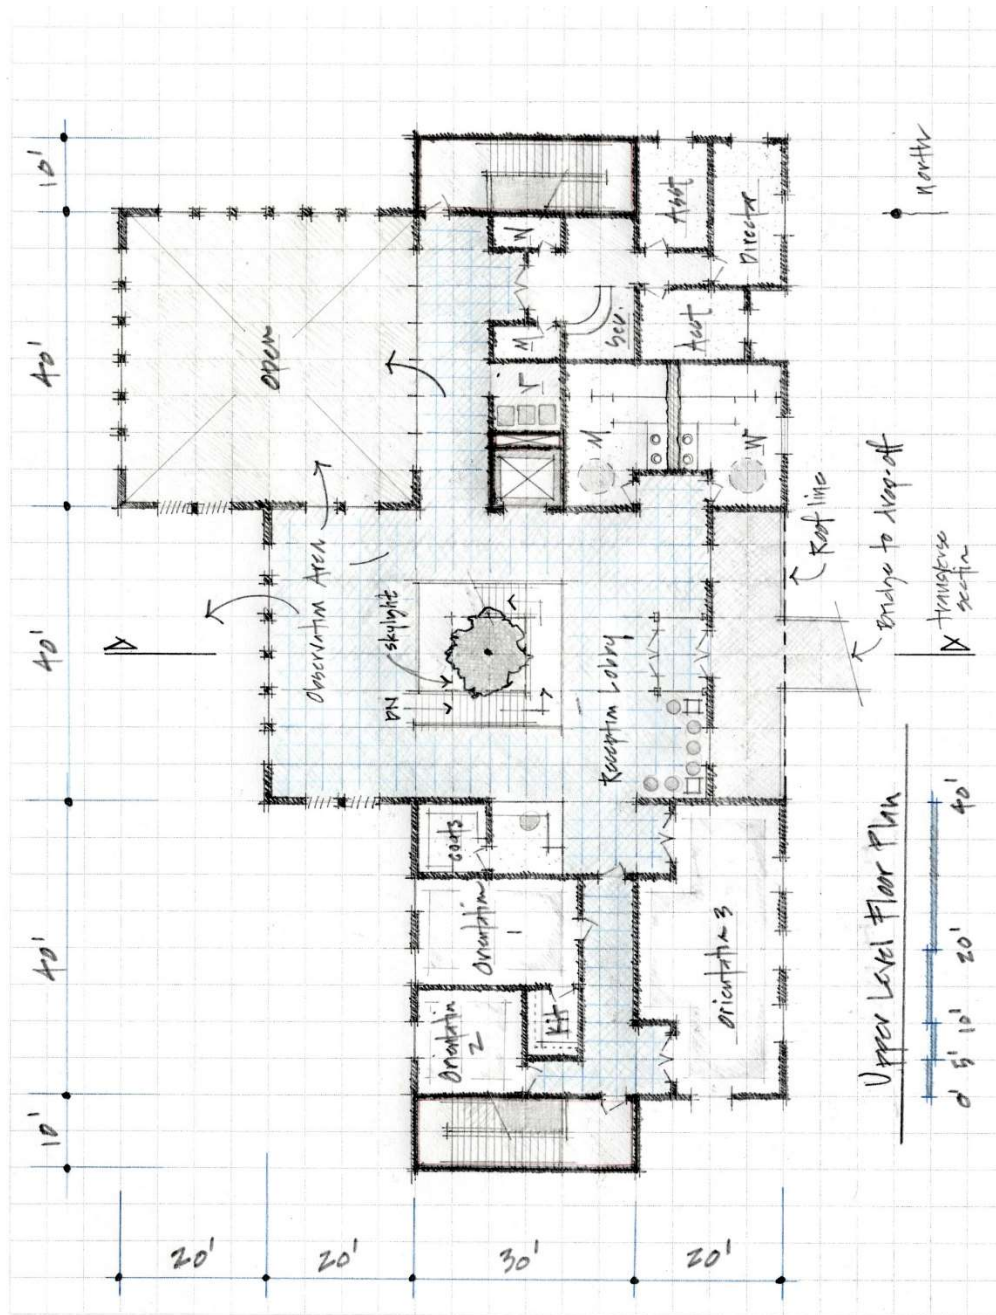 10'
40'
40'
40'
10'
20'
20'
30'
20'
Open
Observation Area
skylight
DN
Orientation
2
Orientation
1
Coats
Kit
V
M
W
Sec.
M
W
Reception Lobby
Orientation 3
Asst
Asst
Director
Roof line
Bridge to drop-off
transverse
section
North
Upper Level Floor Plan
0' 5' 10' 20' 40'